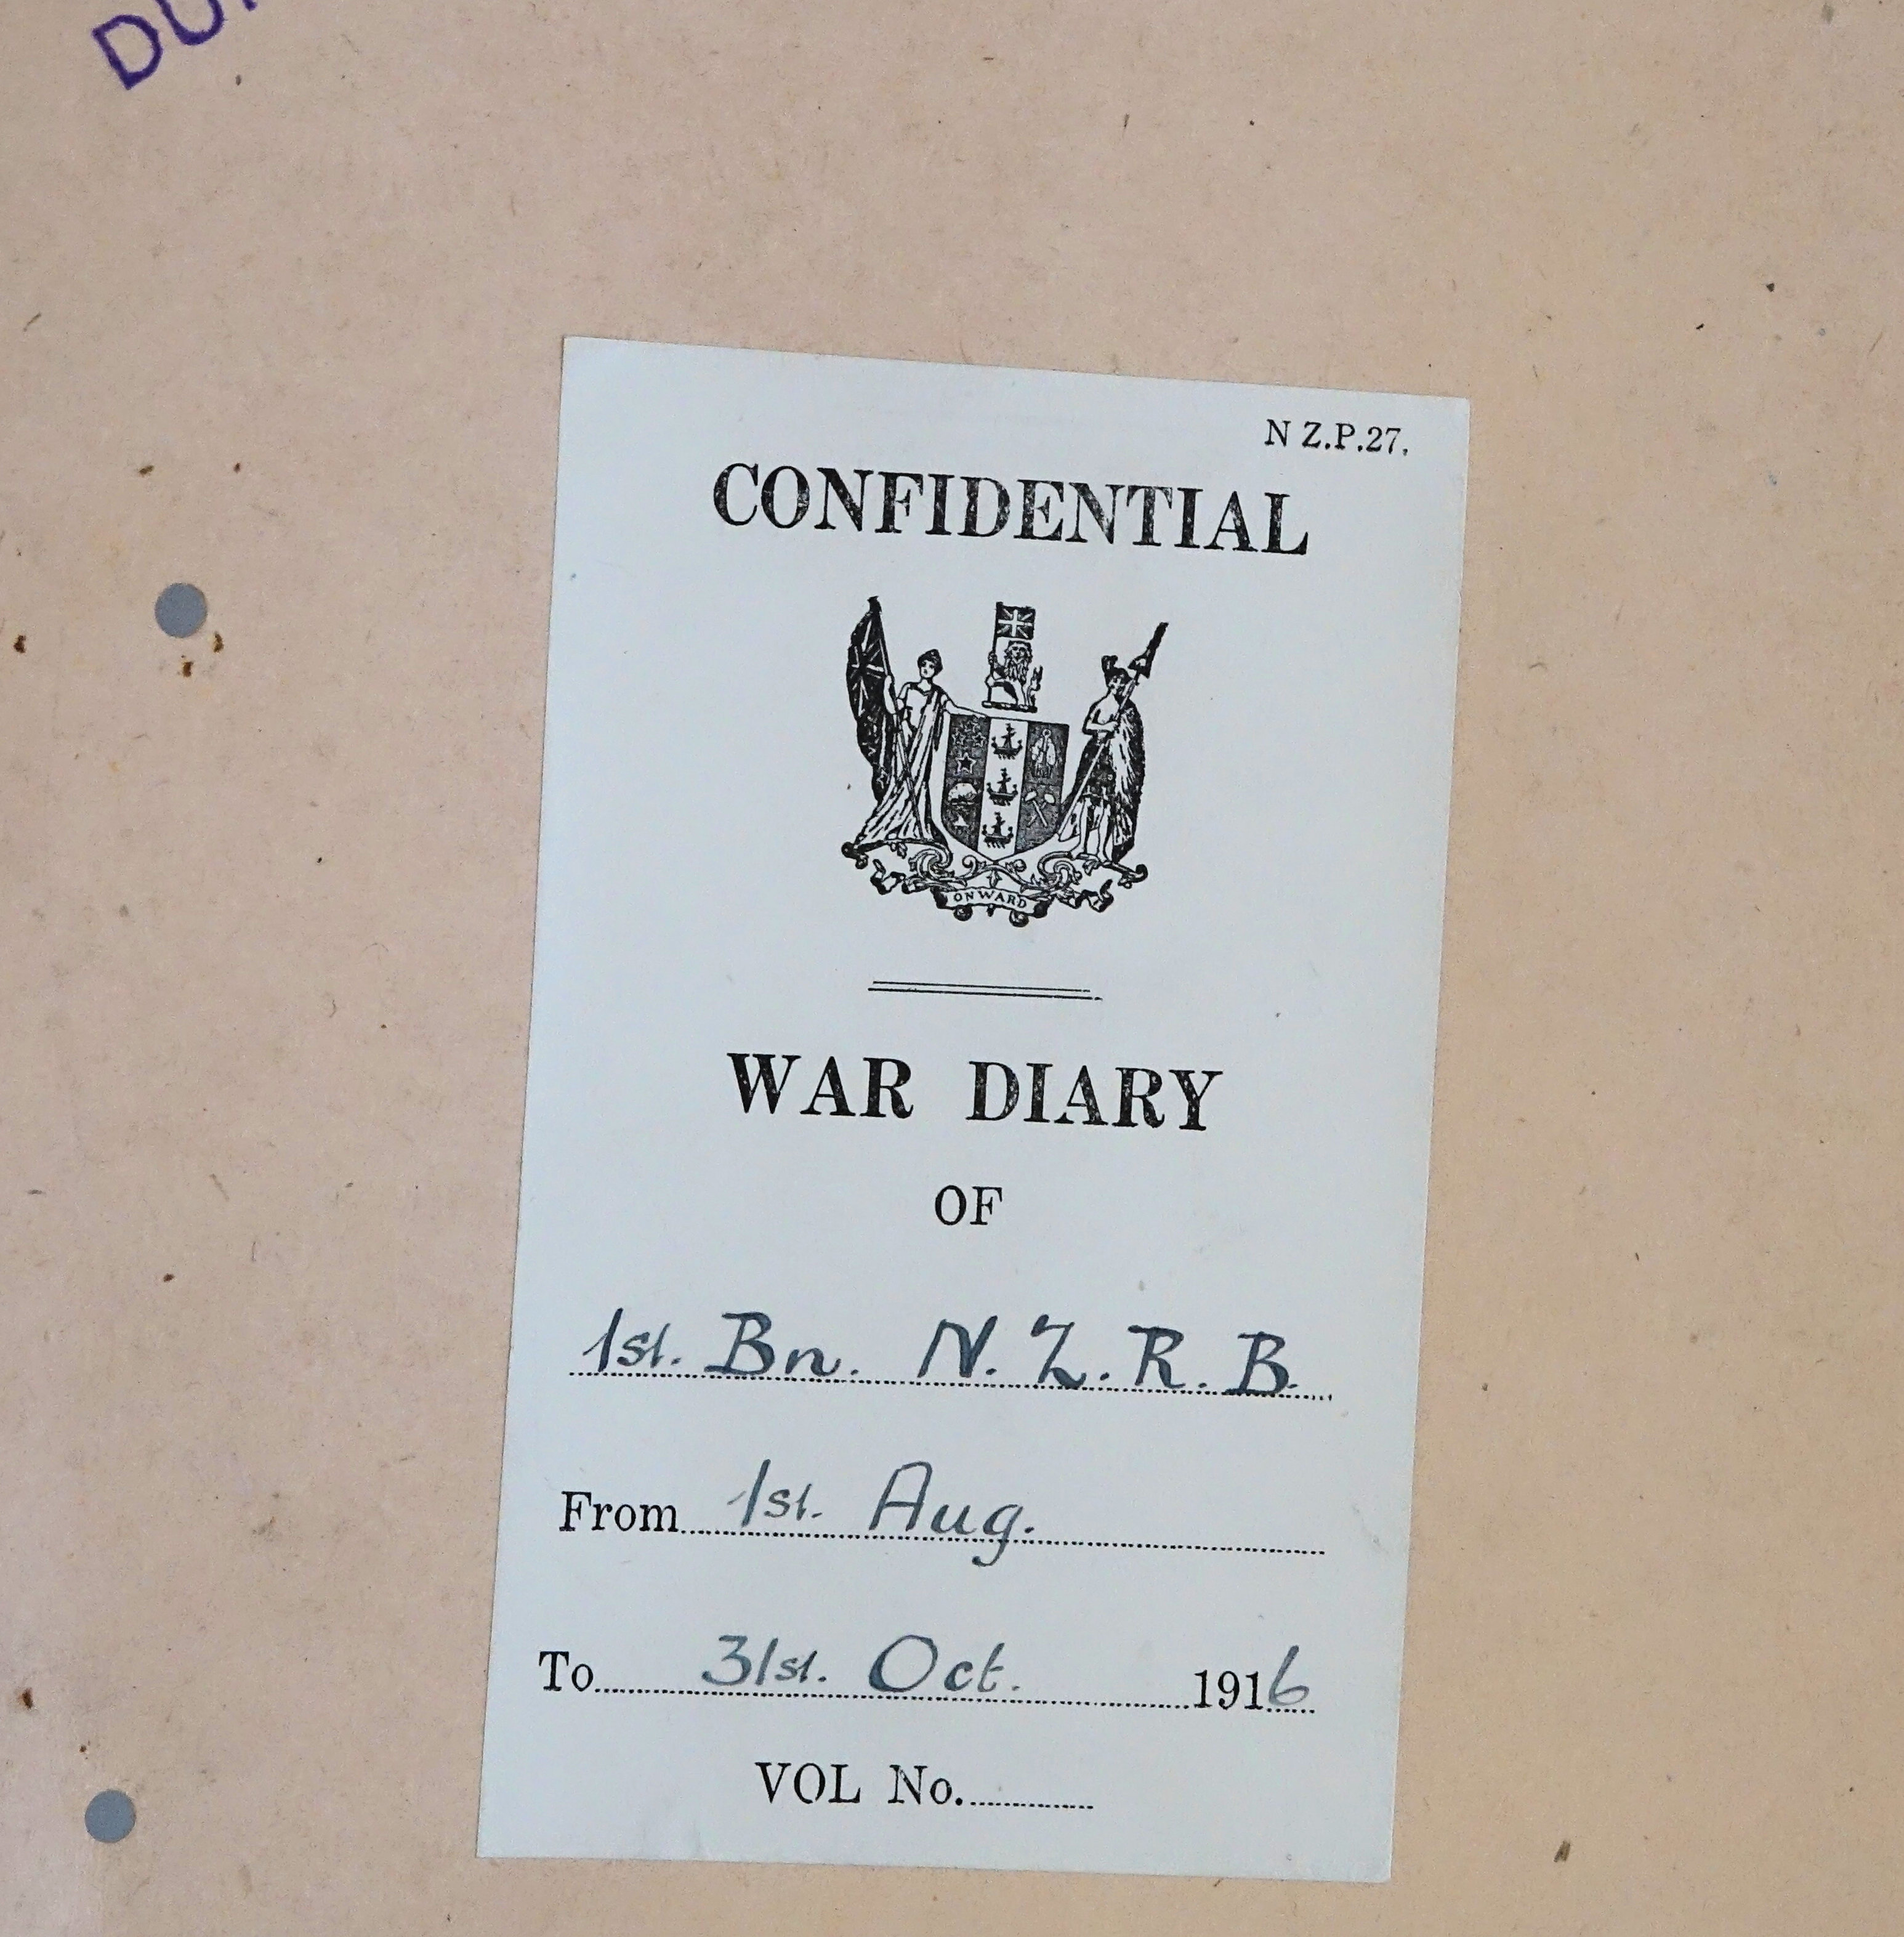 N Z.P.27.
CONFIDENTIAL
ONWARD
WAR DIARY
OF
1st. Bn. N.Z.R.B.
From 1st. Aug.
To 31st. Oct. 1916
VOL No.